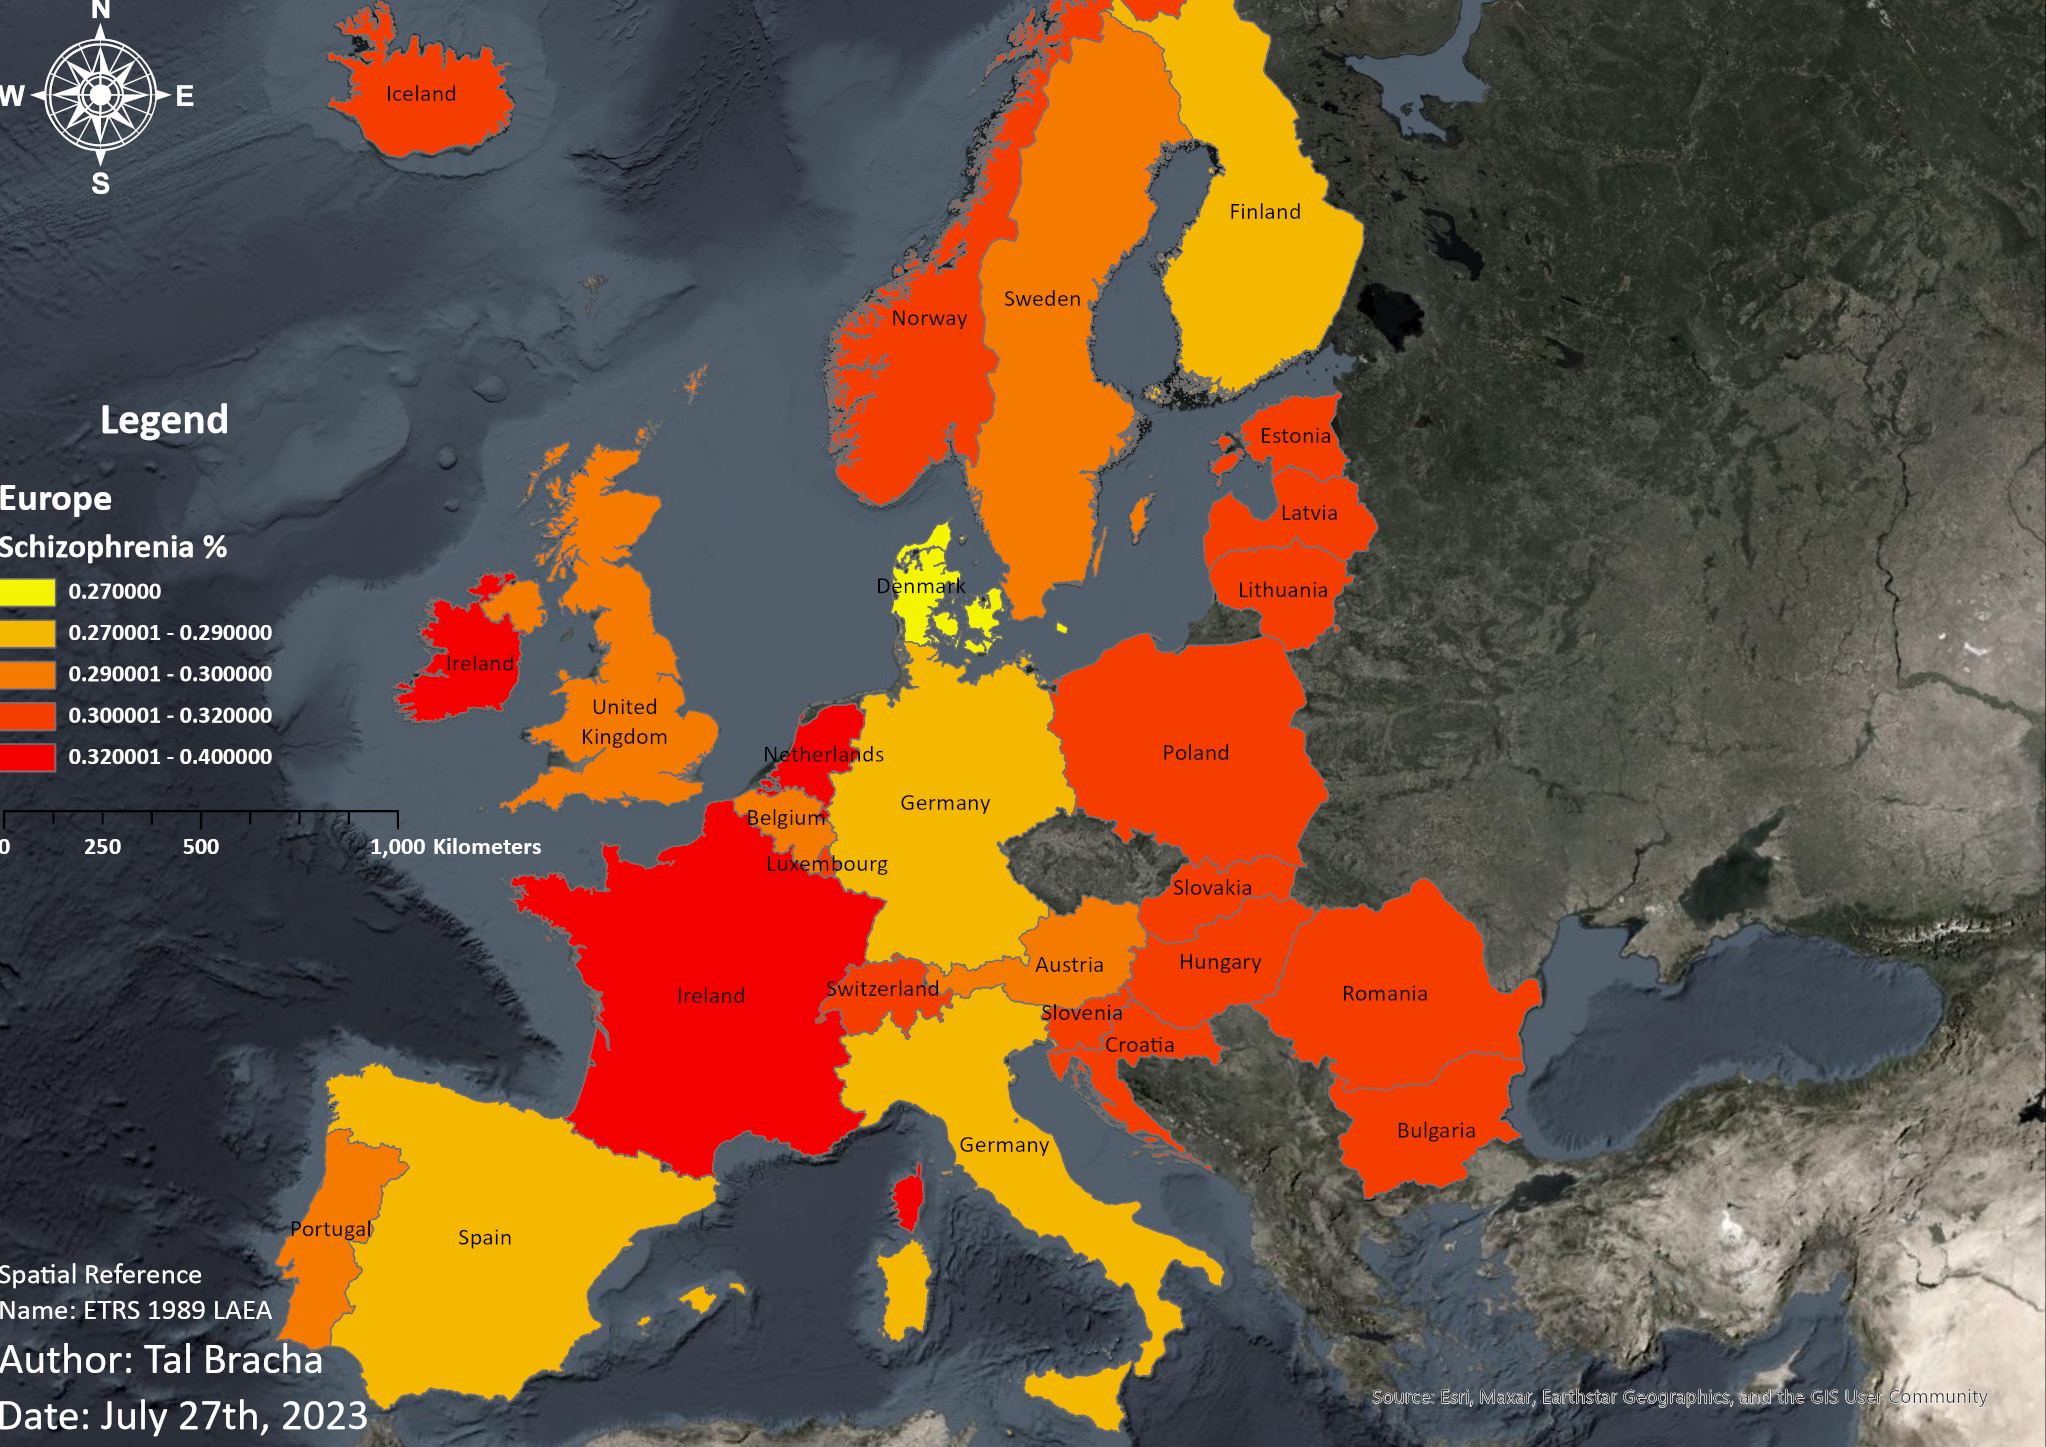 N
W
E
S
Iceland
Finland
Sweden
Norway
Legend
Estonia
Europe
Latvia
Schizophrenia %
Denmark
Lithuania
0.270000
0.270001 - 0.290000
0.290001 - 0.300000
0.300001 - 0.320000
0.320001 - 0.400000
Ireland
United
Kingdom
Netherlands
Poland
Germany
Belgium
0 250 500 1,000 Kilometers
Luxembourg
Slovakia
Austria
Hungary
Switzerland
Romania
Ireland
Slovenia
Croatia
Bulgaria
Germany
Portugal
Spain
Spatial Reference
Name: ETRS 1989 LAEA
Author: Tal Bracha
Date: July 27th, 2023
Source: Esri, Maxar, Earthstar Geographics, and the GIS User Community